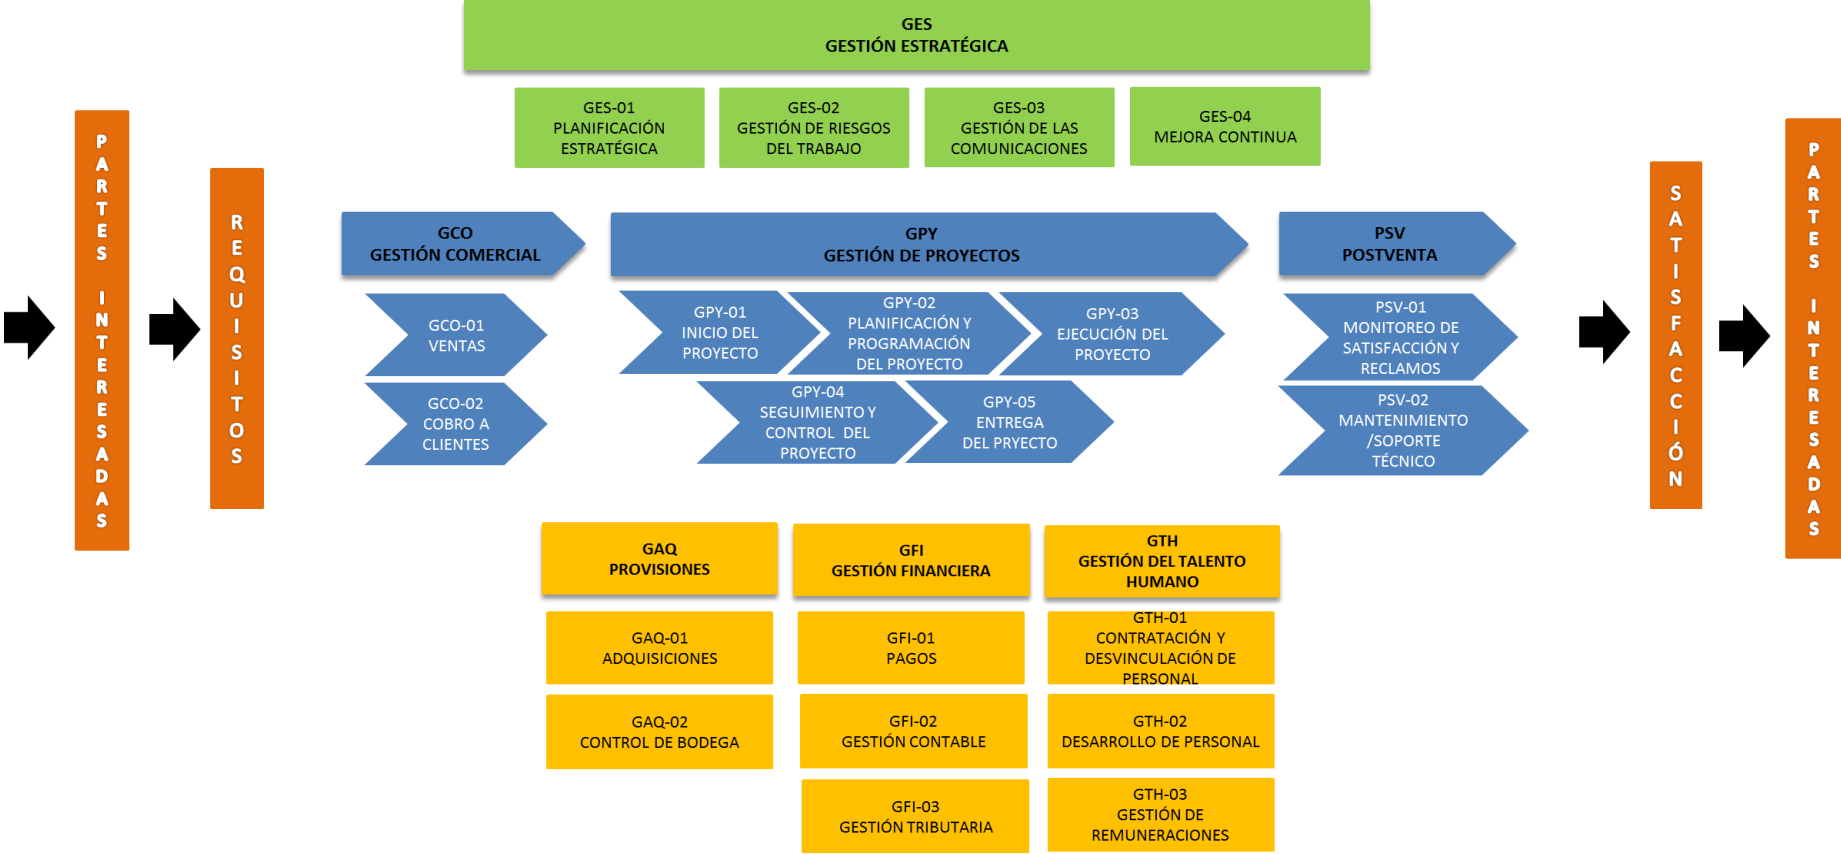 GES
GESTIÓN ESTRATÉGICA
GES-01
PLANIFICACIÓN
ESTRATÉGICA
GES-02
GESTIÓN DE RIESGOS
DEL TRABAJO
GES-03
GESTIÓN DE LAS
COMUNICACIONES
GES-04
MEJORA CONTINUA
PARTES INTERESADAS
REQUISITOS
GCO
GESTIÓN COMERCIAL
GCO-01
VENTAS
GCO-02
COBRO A
CLIENTES
GPY
GESTIÓN DE PROYECTOS
GPY-01
INICIO DEL
PROYECTO
GPY-02
PLANIFICACIÓN Y
PROGRAMACIÓN
DEL PROYECTO
GPY-03
EJECUCIÓN DEL
PROYECTO
GPY-04
SEGUIMIENTO Y
CONTROL DEL
PROYECTO
GPY-05
ENTREGA
DEL PRYECTO
PSV
POSTVENTA
PSV-01
MONITOREO DE
SATISFACCIÓN Y
RECLAMOS
PSV-02
MANTENIMIENTO
/SOPORTE
TÉCNICO
SATISFACCIÓN
PARTES INTERESADAS
GAQ
PROVISIONES
GAQ-01
ADQUISICIONES
GAQ-02
CONTROL DE BODEGA
GFI
GESTIÓN FINANCIERA
GFI-01
PAGOS
GFI-02
GESTIÓN CONTABLE
GFI-03
GESTIÓN TRIBUTARIA
GTH
GESTIÓN DEL TALENTO
HUMANO
GTH-01
CONTRATACIÓN Y
DESVINCULACIÓN DE
PERSONAL
GTH-02
DESARROLLO DE PERSONAL
GTH-03
GESTIÓN DE
REMUNERACIONES